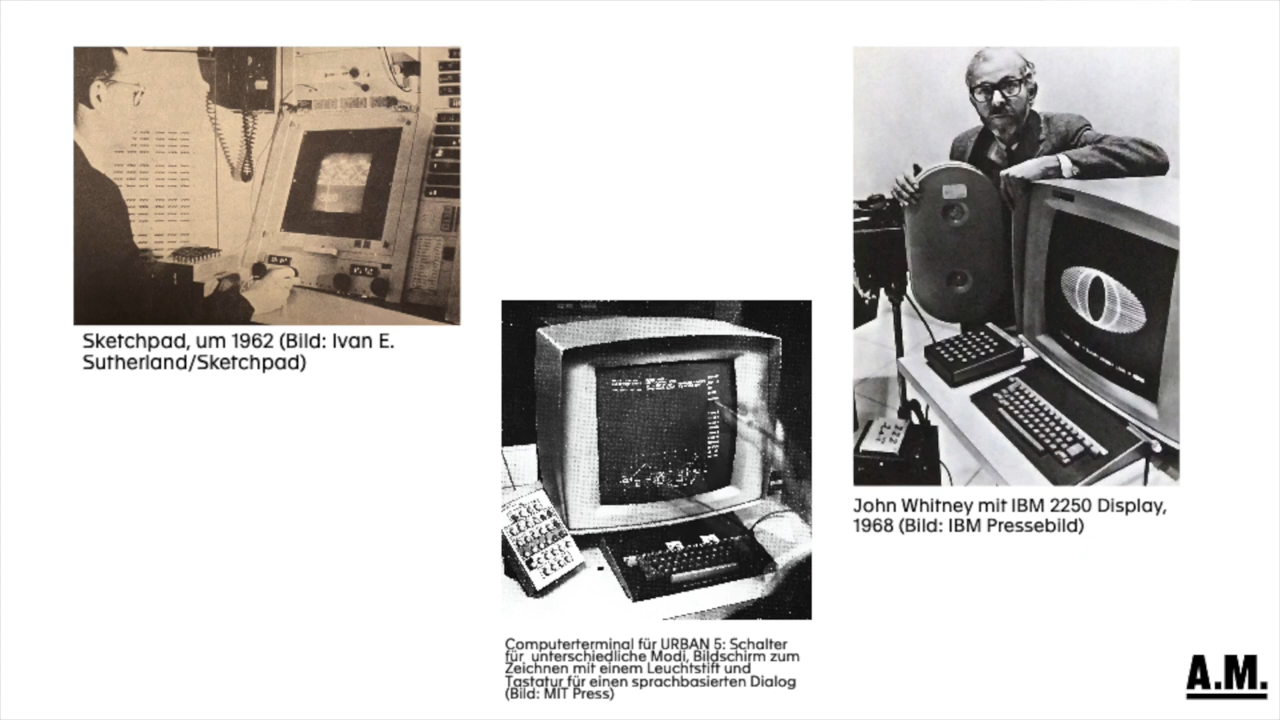 Sketchpad, um 1962 (Bild: Ivan E.
Sutherland/Sketchpad)
Computerterminal für URBAN 5: Schalter
für unterschiedliche Modi, Bildschirm zum
Zeichnen mit einem Leuchtstift und
Tastatur für einen sprachbasierten Dialog
(Bild: MIT Press)
John Whitney mit IBM 2250 Display,
1968 (Bild: IBM Pressebild)
A.M.